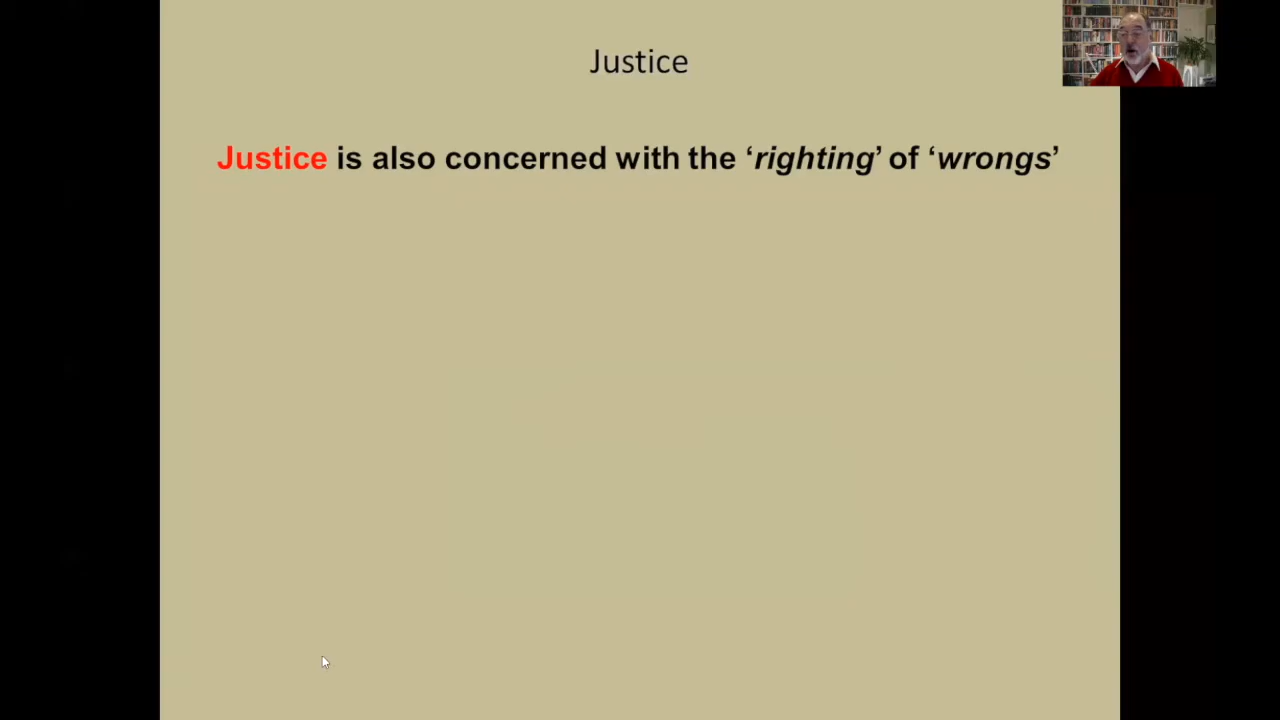 Justice
Justice is also concerned with the ‘righting’ of ‘wrongs’